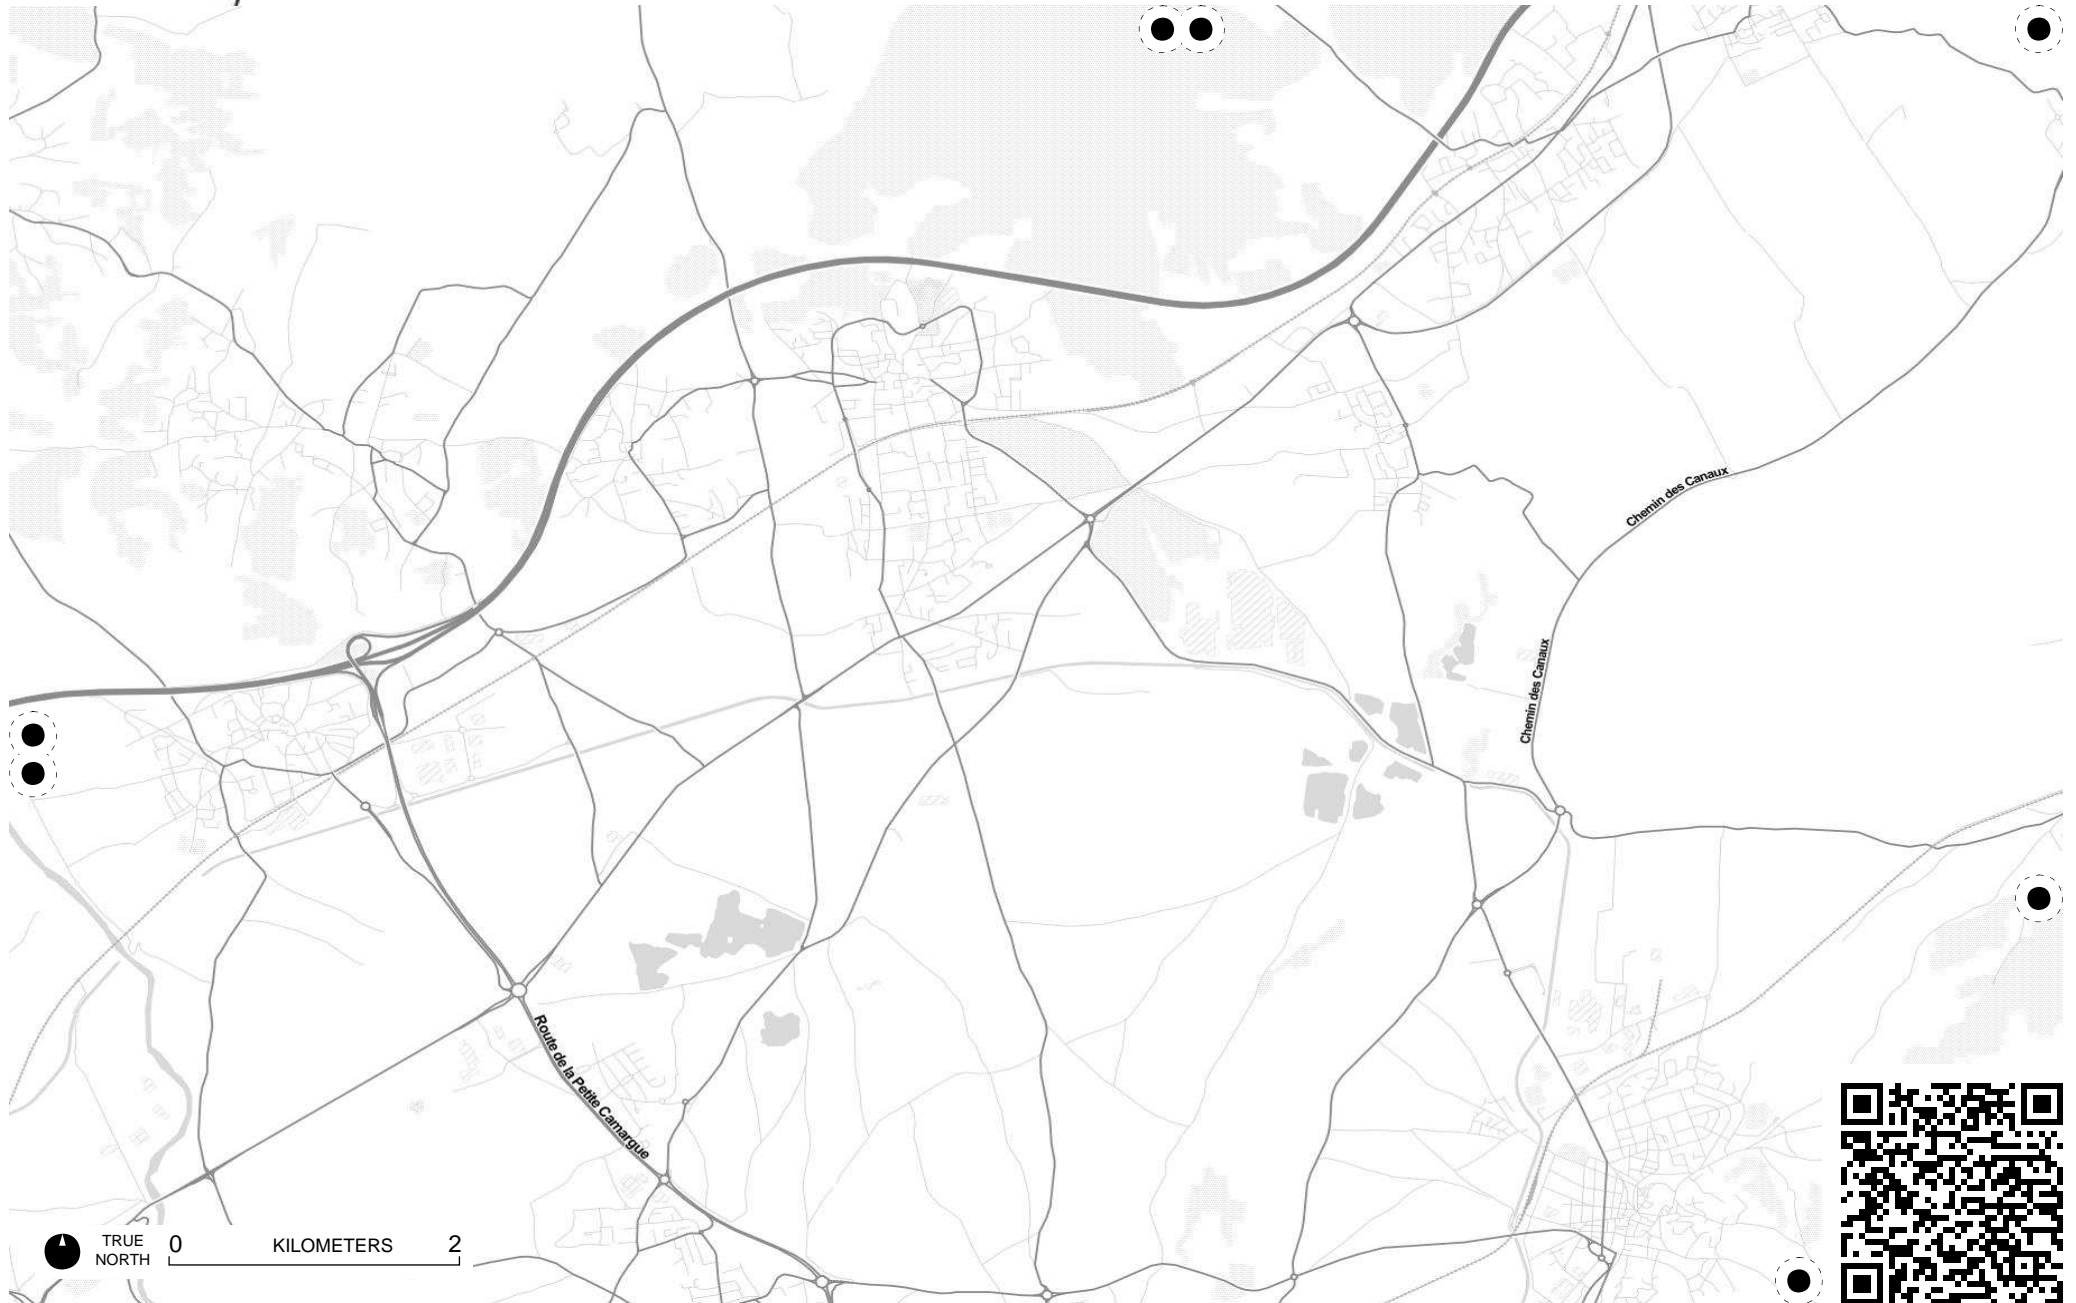 Chemin des Canaux
Chemin des Canaux
Route de la Petite Camargue
TRUE NORTH
0 KILOMETERS 2